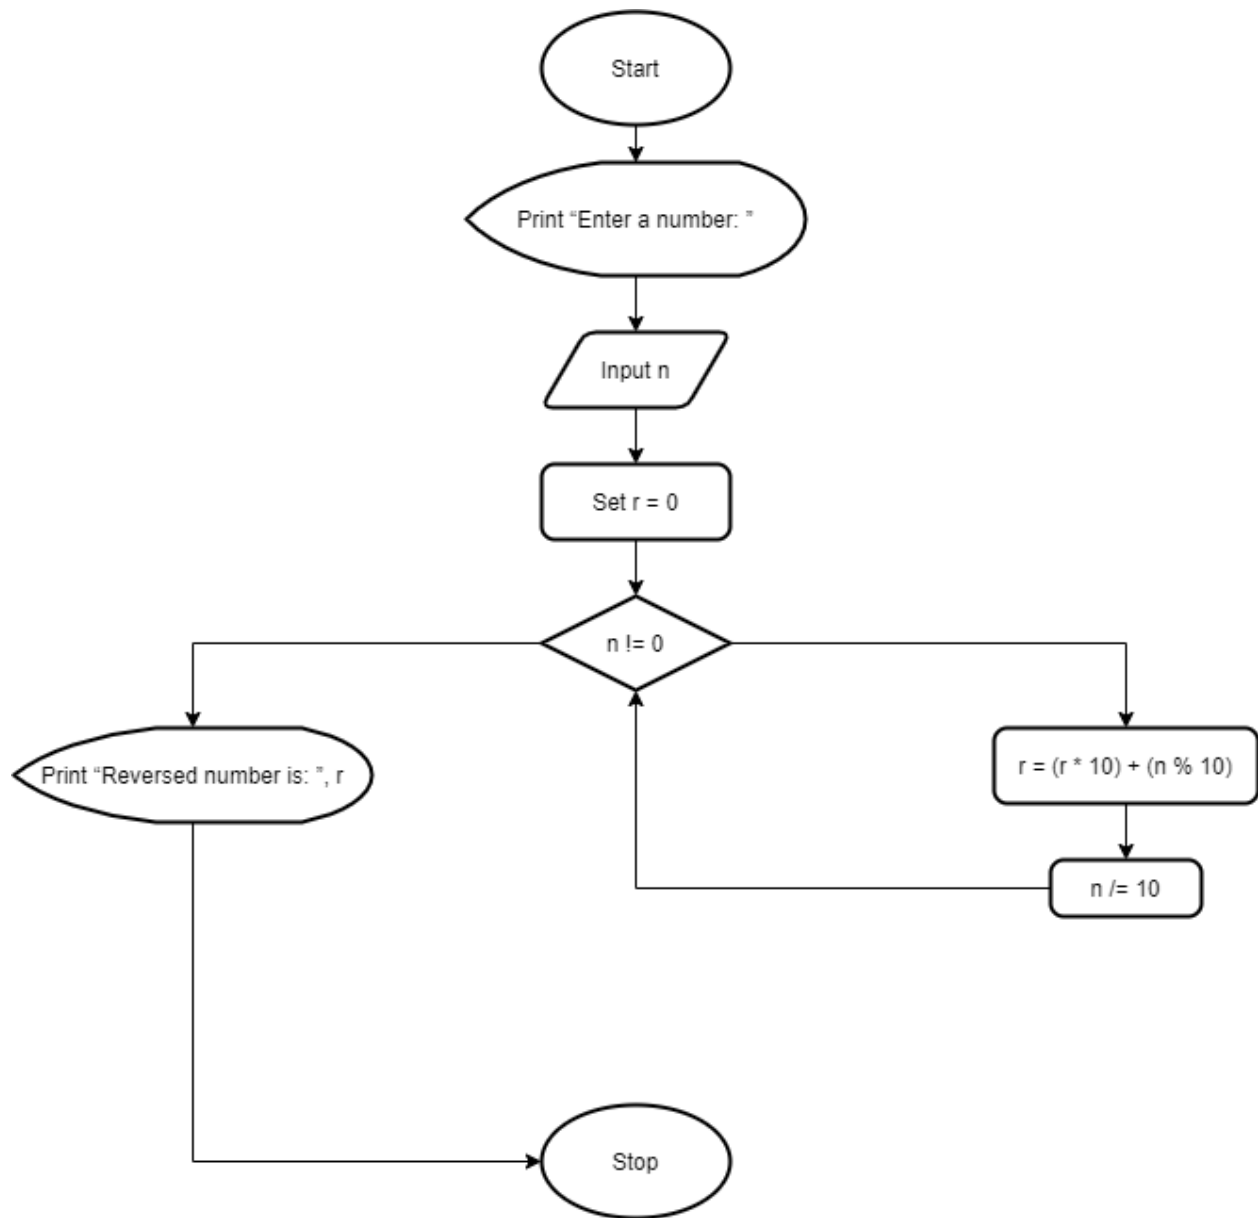 Start
Print “Enter a number: ”
Input n
Set r = 0
n != 0
Print “Reversed number is: ”, r
r = (r * 10) + (n % 10)
n /= 10
Stop